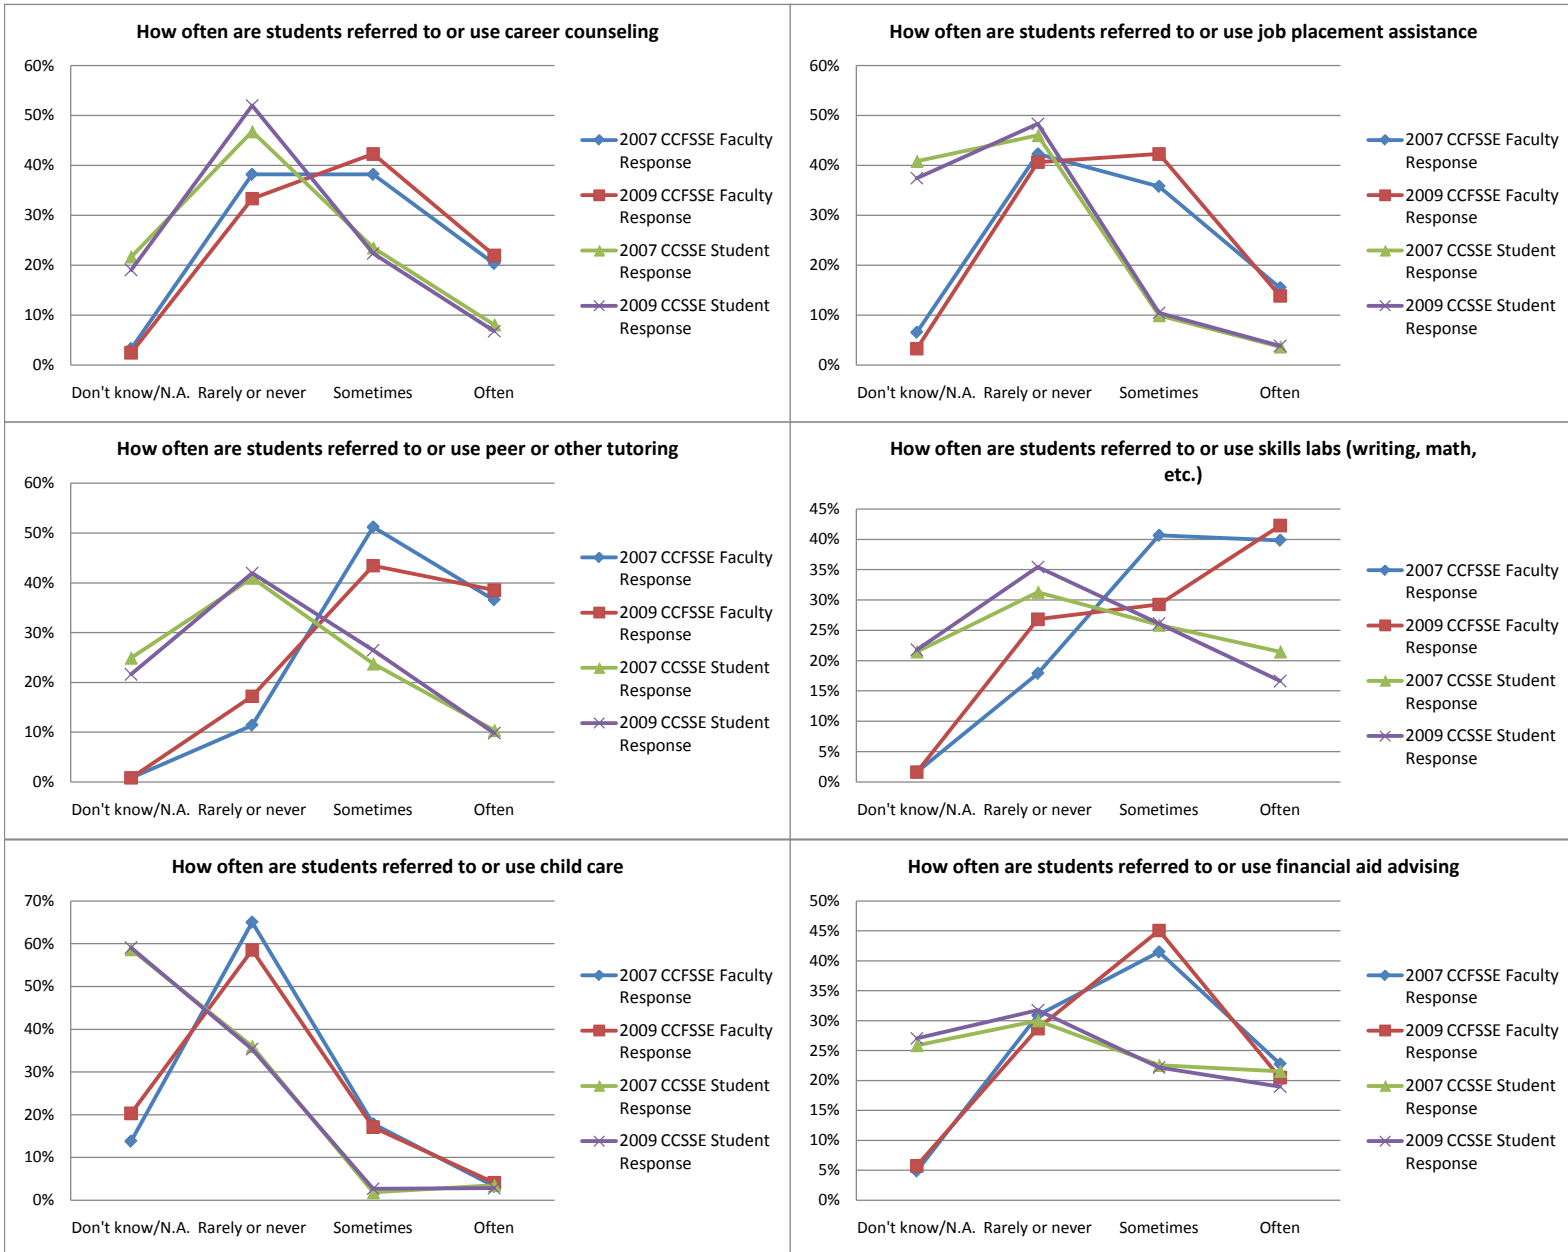 How often are students referred to or use career counseling
60%
50%
40%
30%
20%
10%
0%
Don't know/N.A. Rarely or never Sometimes Often
2007 CCFSSE Faculty
Response
2009 CCFSSE Faculty
Response
2007 CCSSE Student
Response
2009 CCSSE Student
Response
How often are students referred to or use job placement assistance
60%
50%
40%
30%
20%
10%
0%
Don't know/N.A. Rarely or never Sometimes Often
2007 CCFSSE Faculty
Response
2009 CCFSSE Faculty
Response
2007 CCSSE Student
Response
2009 CCSSE Student
Response
How often are students referred to or use peer or other tutoring
60%
50%
40%
30%
20%
10%
0%
Don't know/N.A. Rarely or never Sometimes Often
2007 CCFSSE Faculty
Response
2009 CCFSSE Faculty
Response
2007 CCSSE Student
Response
2009 CCSSE Student
Response
How often are students referred to or use skills labs (writing, math,
etc.)
45%
40%
35%
30%
25%
20%
15%
10%
5%
0%
Don't know/N.A. Rarely or never Sometimes Often
2007 CCFSSE Faculty
Response
2009 CCFSSE Faculty
Response
2007 CCSSE Student
Response
2009 CCSSE Student
Response
How often are students referred to or use child care
70%
60%
50%
40%
30%
20%
10%
0%
Don't know/N.A. Rarely or never Sometimes Often
2007 CCFSSE Faculty
Response
2009 CCFSSE Faculty
Response
2007 CCSSE Student
Response
2009 CCSSE Student
Response
How often are students referred to or use financial aid advising
50%
45%
40%
35%
30%
25%
20%
15%
10%
5%
0%
Don't know/N.A. Rarely or never Sometimes Often
2007 CCFSSE Faculty
Response
2009 CCFSSE Faculty
Response
2007 CCSSE Student
Response
2009 CCSSE Student
Response